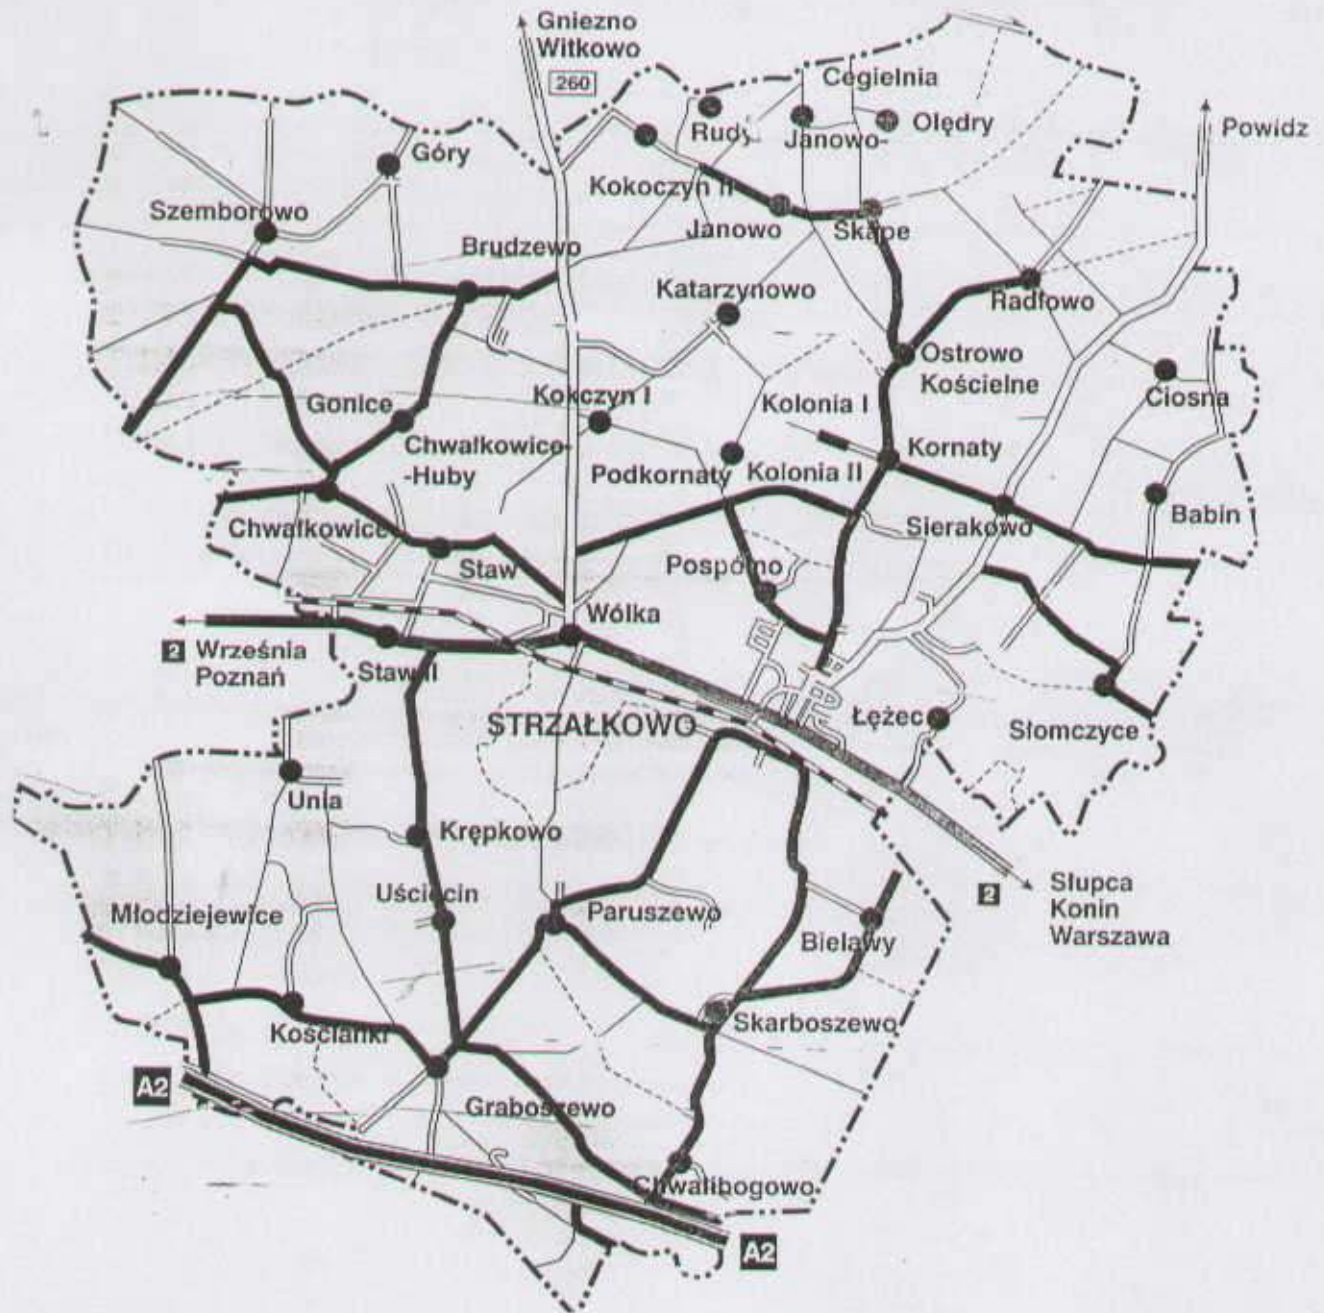 Gniezno
Witkowo
260
Cegielnia
Rudy
Janowo-
Olędry
Powidz
Góry
Kokoczyn II
Szemborowo
Janowo
Skąpe
Brudzewo
Katarzynowo
Radłowo
Ostrowo
Kościelne
Ciosna
Gonice
Kokczyn I
Kolonia I
Chwałkowice-
-Huby
Kornaty
Podkornaty
Kolonia II
Chwałkowice
Sierakowo
Babin
Staw
Pospólno
Wólka
2 Września
Poznań
Staw II
STRZAŁKOWO
Łężec
Słomczyce
Unia
Krępkowo
Uścięcin
2
Słupca
Konin
Warszawa
Młodziejewice
Paruszewo
Bielawy
Kościanki
Skarboszewo
A2
Graboszewo
Chwalibogowo
A2